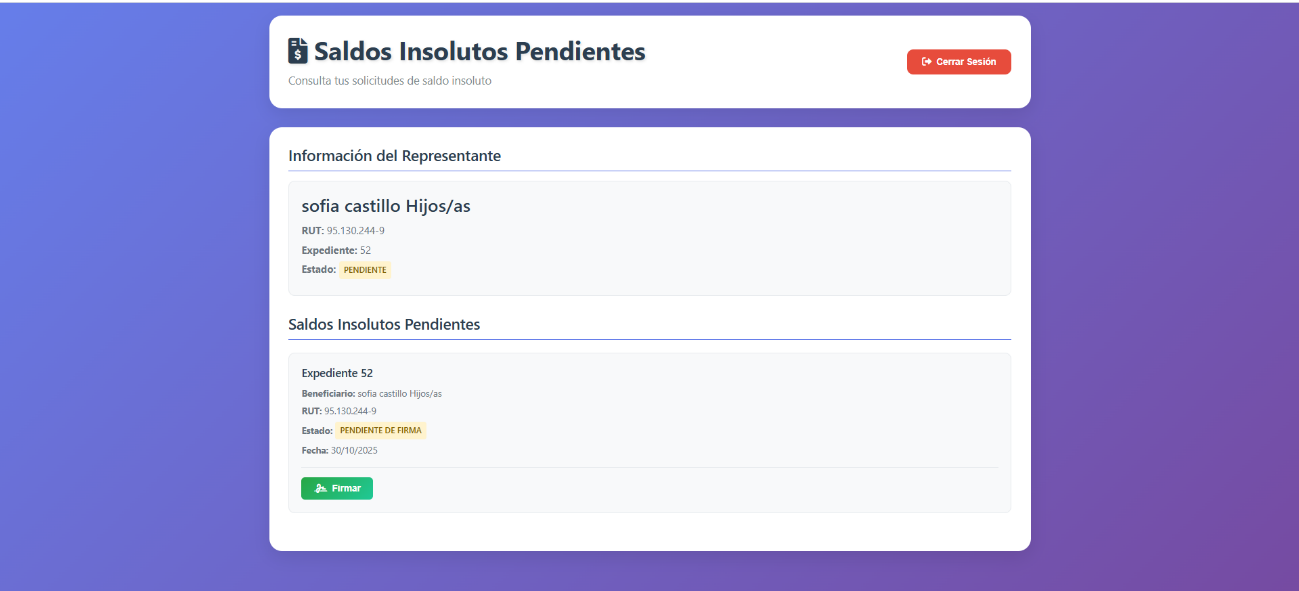 Saldos Insolutos Pendientes
Consulta tus solicitudes de saldo insoluto
Cerrar Sesión
Información del Representante
sofia castillo Hijos/as
RUT: 95.130.244-9
Expediente: 52
Estado: PENDIENTE
Saldos Insolutos Pendientes
Expediente 52
Beneficiario: sofia castillo Hijos/as
RUT: 95.130.244-9
Estado: PENDIENTE DE FIRMA
Fecha: 30/10/2025
Firmar